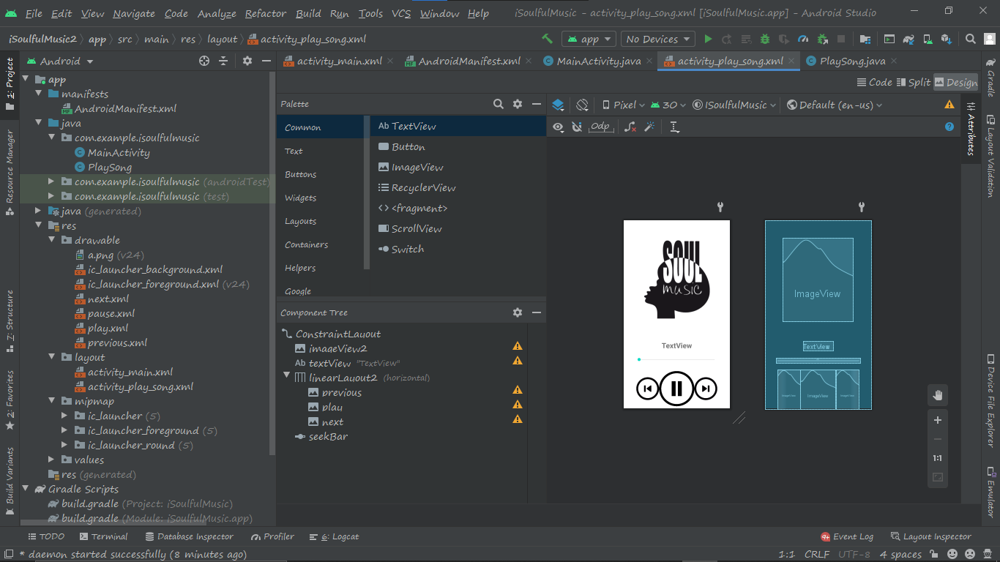 File Edit View Navigate Code Analyze Refactor Build Run Tools VCS Window Help iSoulfulMusic - activity_play_song.xml [iSoulfulMusic.app] - Android Studio
iSoulfulMusic2 app src main res layout activity_play_song.xml app No Devices
Android
activity_main.xml AndroidManifest.xml MainActivity.java activity_play_song.xml PlaySong.java
Code Split Design
1: Project
Resource Manager
Z: Structure
2: Favorites
Build Variants
app
manifests
AndroidManifest.xml
java
com.example.isoulfulmusic
MainActivity
PlaySong
com.example.isoulfulmusic (androidTest)
com.example.isoulfulmusic (test)
java (generated)
res
drawable
a.png (v24)
ic_launcher_background.xml
ic_launcher_foreground.xml (v24)
next.xml
pause.xml
play.xml
previous.xml
layout
activity_main.xml
activity_play_song.xml
mipmap
ic_launcher (5)
ic_launcher_foreground (5)
ic_launcher_round (5)
values
res (generated)
Gradle Scripts
build.gradle (Project: iSoulfulMusic)
build.gradle (Module: iSoulfulMusic.app)
Palette
Common
Text
Buttons
Widgets
Layouts
Containers
Helpers
Google
Ab TextView
Button
ImageView
RecyclerView
<fragment>
ScrollView
Switch
Component Tree
ConstraintLayout
imageView2
Ab textView "TextView"
linearLayout2 (horizontal)
previous
play
next
seekBar
Pixel 30 ISoulfulMusic Default (en-us)
0dp
SOUL
music
TextView
ImageView
TextView
ImageView
1:1
Attributes
Gradle
Layout Validation
Device File Explorer
Emulator
TODO Terminal Database Inspector Profiler 6: Logcat 9+ Event Log Layout Inspector
* daemon started successfully (8 minutes ago) 1:1 CRLF UTF-8 4 spaces